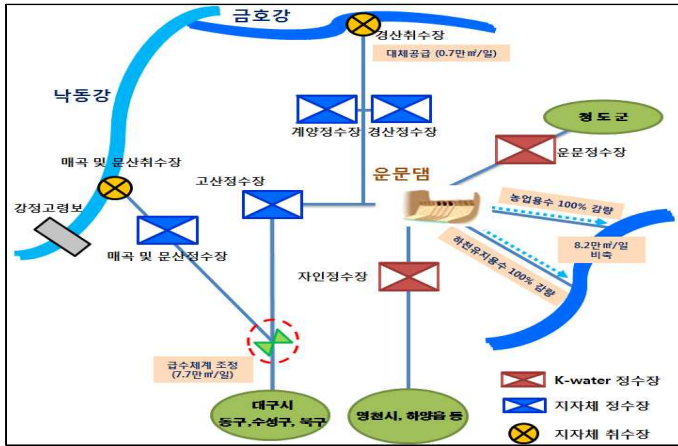 금호강
경산취수장
대체공급 (0.7만㎥/일)
낙동강
계양정수장
경산정수장
청도군
운문정수장
매곡 및 문산취수장
고산정수장
운문댐
강정고령보
농업용수 100% 감량
8.2만㎥/일
비축
하천유지용수 100% 감량
매곡 및 문산정수장
자인정수장
급수체계 조정
(7.7만㎥/일)
대구시
동구,수성구, 북구
영천시, 하양읍 등
K-water 정수장
지자체 정수장
지자체 취수장